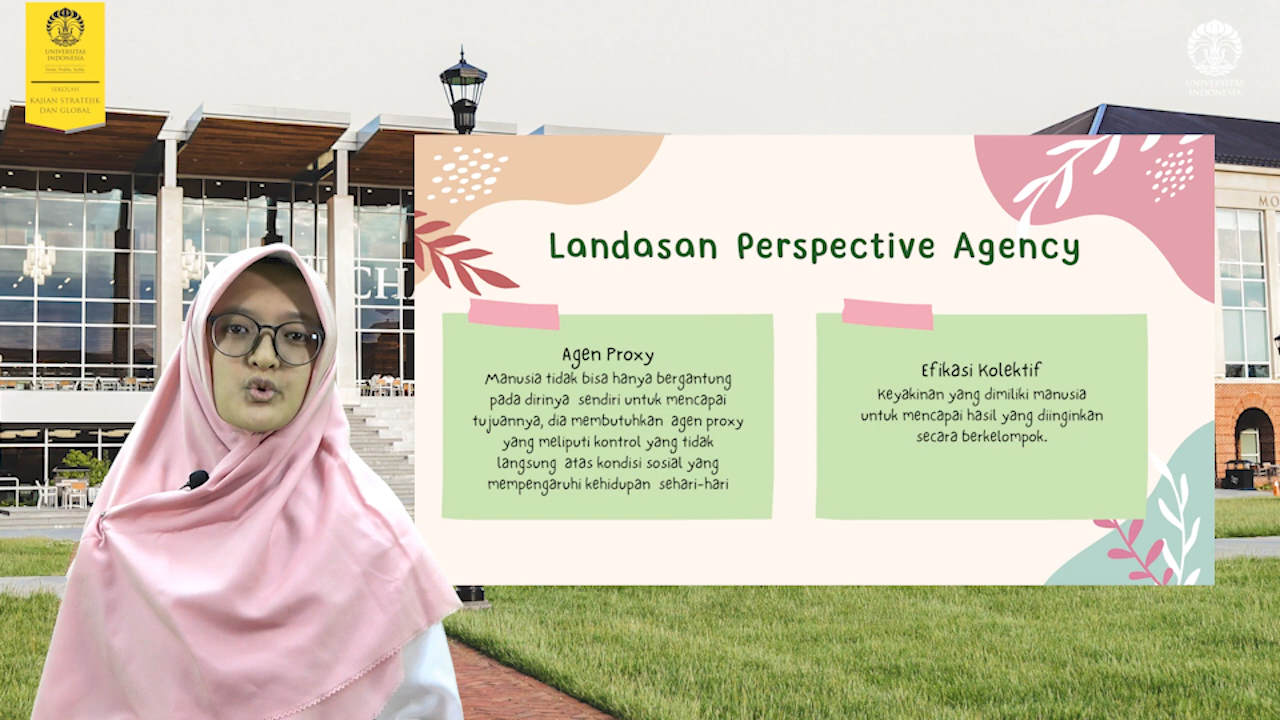 UNIVERSITAS
INDONESIA
SEKOLAH
KAJIAN STRATEJIK
DAN GLOBAL
UNIVERSITAS
INDONESIA
MO
CH
Landasan Perspective Agency
Agen Proxy
Manusia tidak bisa hanya bergantung
pada dirinya sendiri untuk mencapai
tujuannya, dia membutuhkan agen proxy
yang meliputi kontrol yang tidak
langsung atas kondisi sosial yang
mempengaruhi kehidupan sehari-hari
Efikasi Kolektif
Keyakinan yang dimiliki manusia
untuk mencapai hasil yang diinginkan
secara berkelompok.